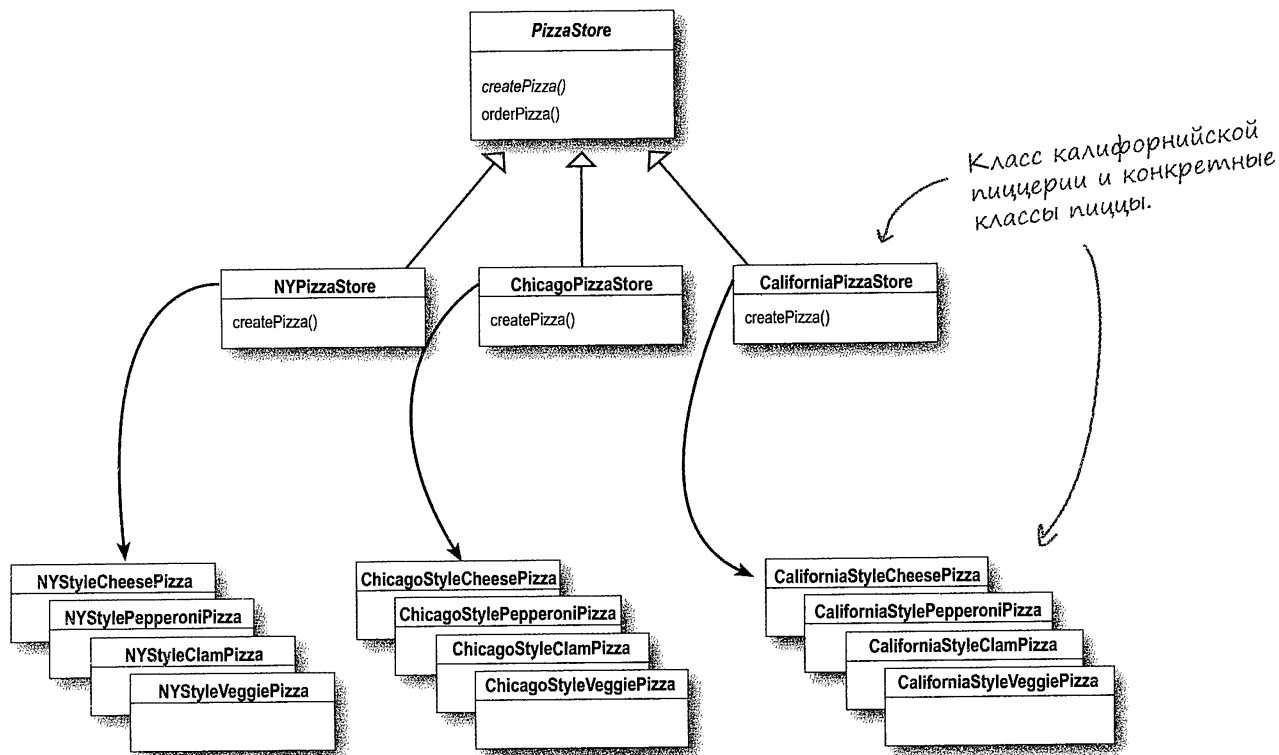 PizzaStore
createPizza()
orderPizza()
Класс калифорнийской
пиццерии и конкретные
классы пиццы.
NYPizzaStore
createPizza()
ChicagoPizzaStore
createPizza()
CaliforniaPizzaStore
createPizza()
NYStyleCheesePizza
NYStylePepperoniPizza
NYStyleClamPizza
NYStyleVeggiePizza
ChicagoStyleCheesePizza
ChicagoStylePepperoniPizza
ChicagoStyleClamPizza
ChicagoStyleVeggiePizza
CaliforniaStyleCheesePizza
CaliforniaStylePepperoniPizza
CaliforniaStyleClamPizza
CaliforniaStyleVeggiePizza